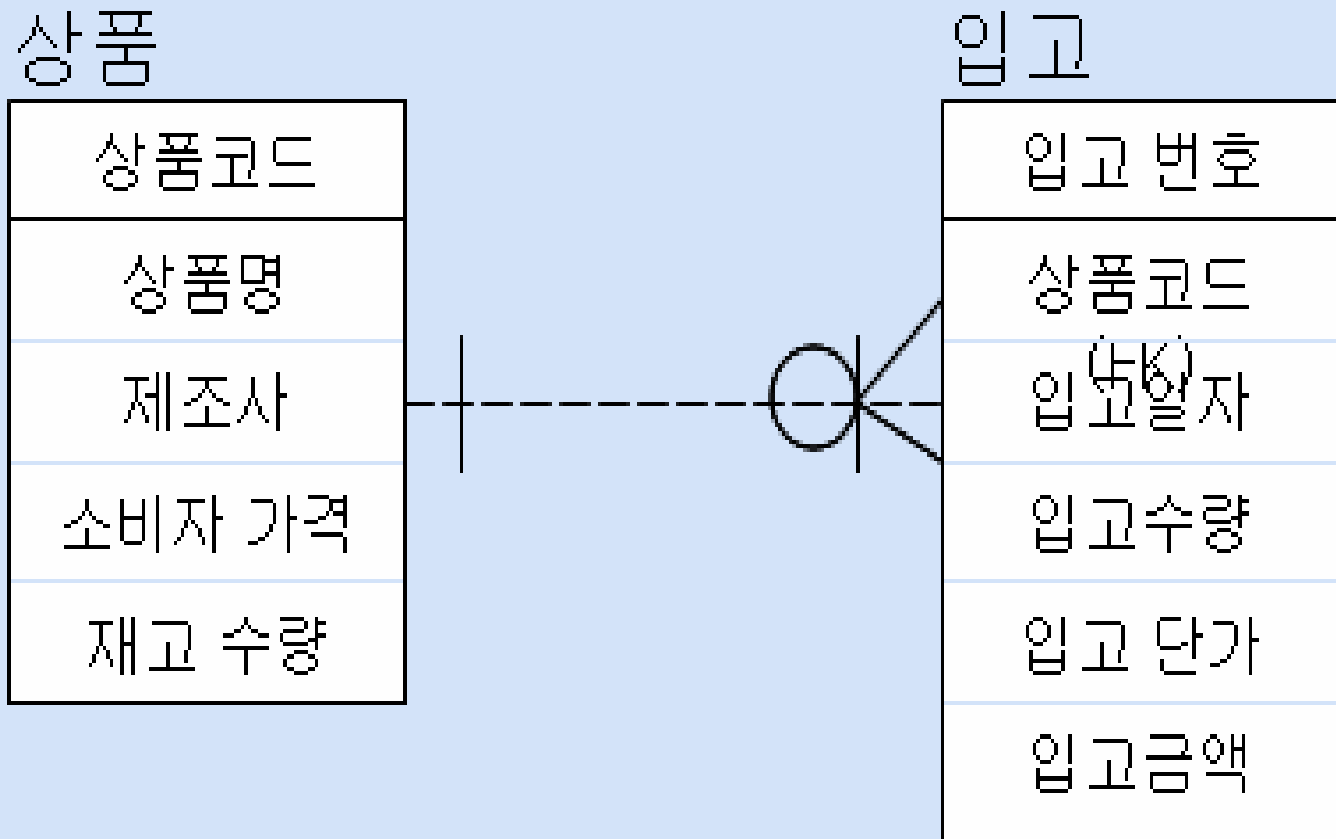 상품
상품코드
상품명
제조사
소비자 가격
재고 수량
입고
입고 번호
상품코드
(FK)
입고일자
입고수량
입고 단가
입고금액